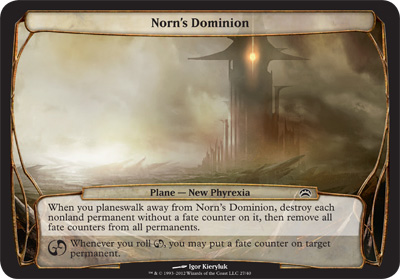 Norn's Dominion
Plane — New Phyrexia
When you planeswalk away from Norn's Dominion, destroy each
nonland permanent without a fate counter on it, then remove all
fate counters from all permanents.
Whenever you roll , you may put a fate counter on target
permanent.
Igor Kieryluk
™ & © 1993–2012 Wizards of the Coast LLC 27/40